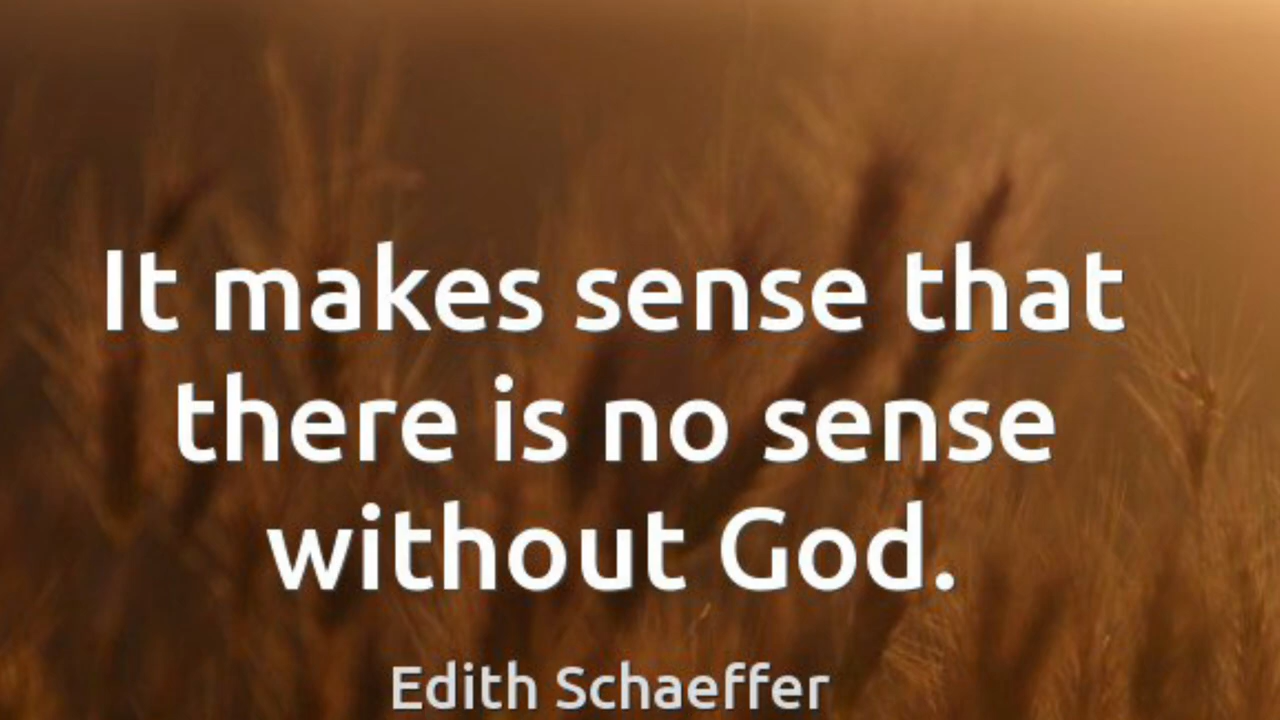 It makes sense that
there is no sense
without God.
Edith Schaeffer